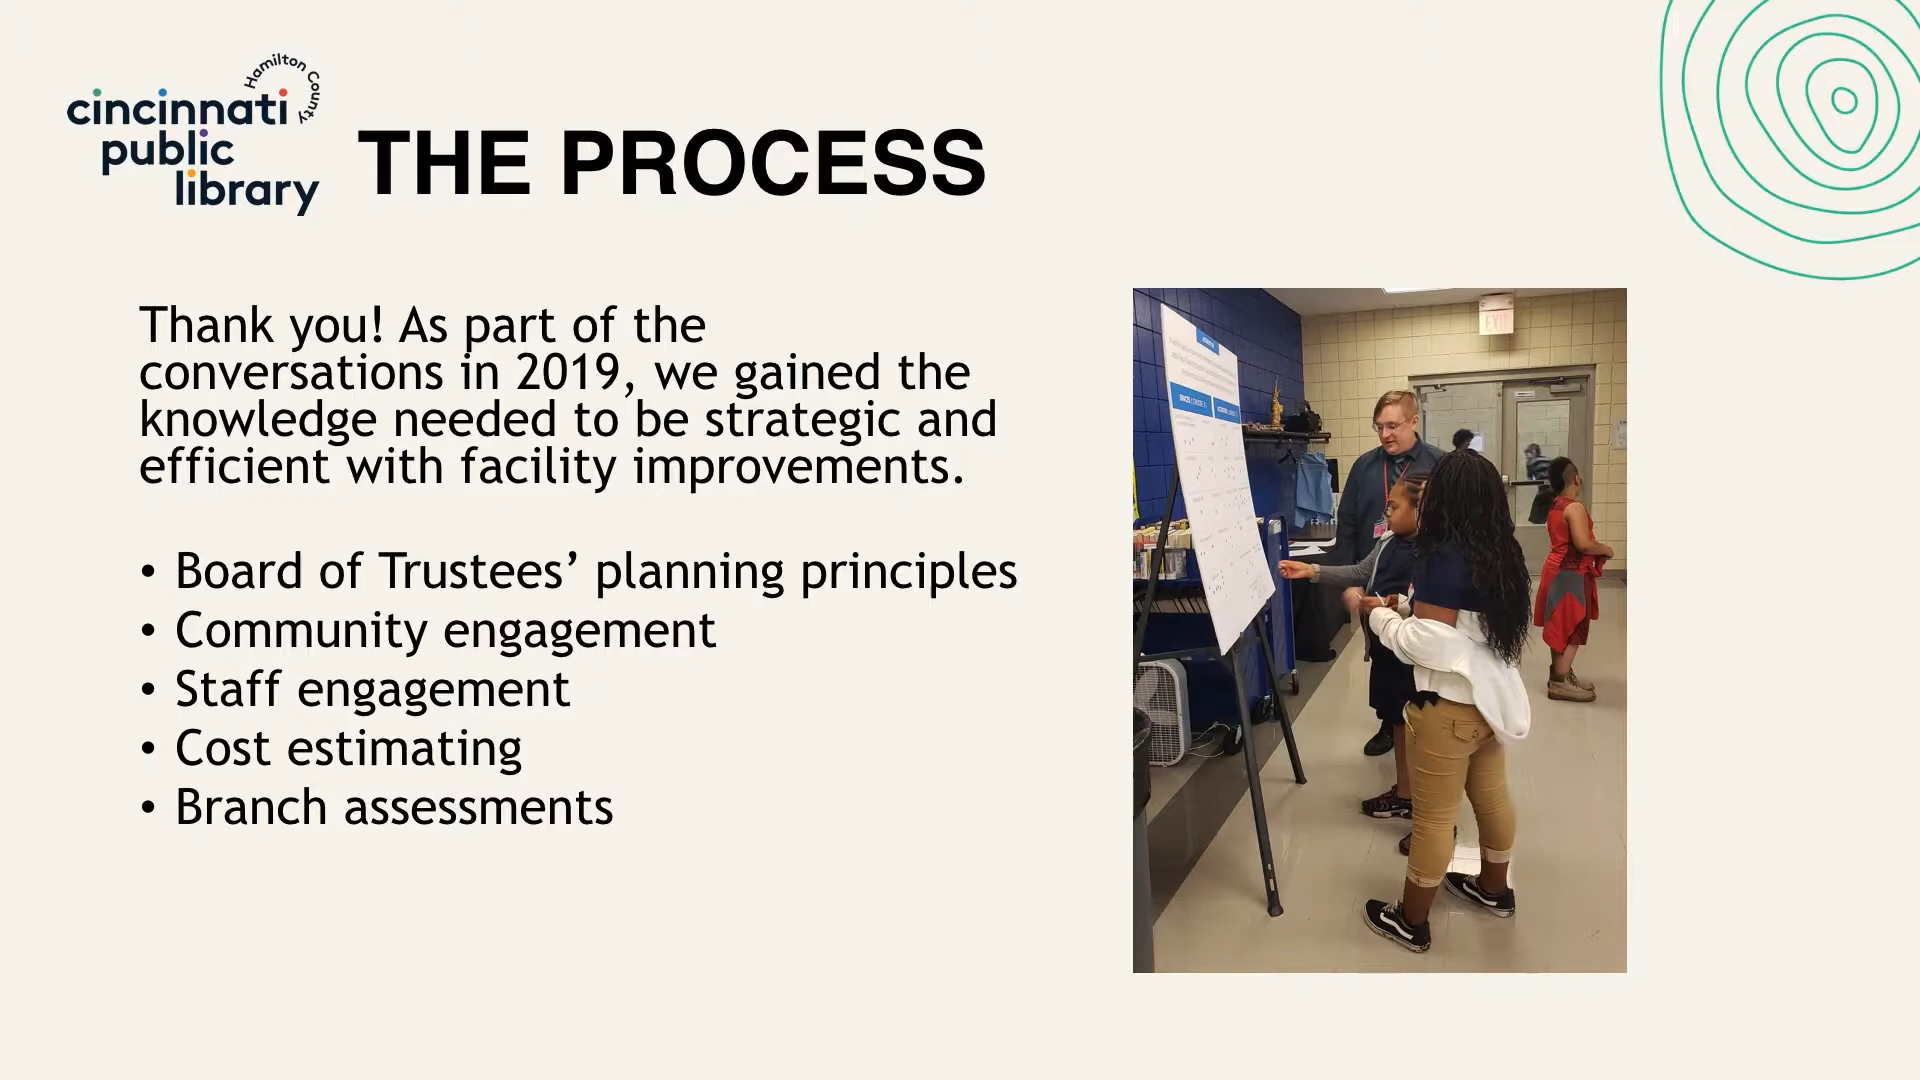 Hamilton County
cincinnati
public
library
THE PROCESS
Thank you! As part of the
conversations in 2019, we gained the
knowledge needed to be strategic and
efficient with facility improvements.
• Board of Trustees’ planning principles
• Community engagement
• Staff engagement
• Cost estimating
• Branch assessments
EXIT